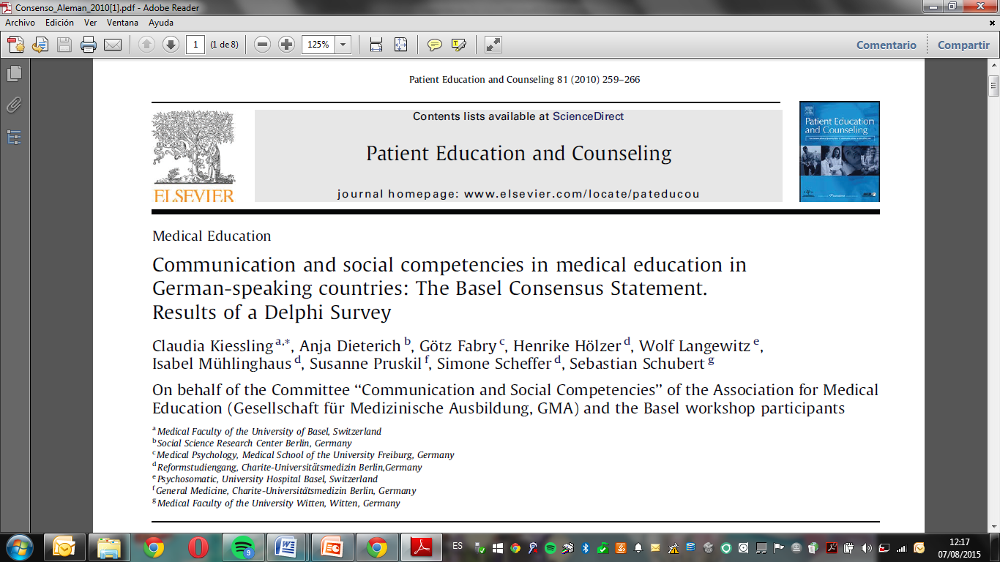 Consenso_Aleman_2010[1].pdf - Adobe Reader
Archivo Edición Ver Ventana Ayuda
1 (1 de 8) 125% Comentario Compartir
Patient Education and Counseling 81 (2010) 259–266
Contents lists available at ScienceDirect
Patient Education and Counseling
journal homepage: www.elsevier.com/locate/pateducou
ELSEVIER
Patient Education
and Counseling
Medical Education
Communication and social competencies in medical education in
German-speaking countries: The Basel Consensus Statement.
Results of a Delphi Survey
Claudia Kiessling a,*, Anja Dieterich b, Götz Fabry c, Henrike Hölzer d, Wolf Langewitz e,
Isabel Mühlinghaus d, Susanne Pruskil f, Simone Scheffer d, Sebastian Schubert g
On behalf of the Committee “Communication and Social Competencies” of the Association for Medical
Education (Gesellschaft für Medizinische Ausbildung, GMA) and the Basel workshop participants
a Medical Faculty of the University of Basel, Switzerland
b Social Science Research Center Berlin, Germany
c Medical Psychology, Medical School of the University Freiburg, Germany
d Reformstudiengang, Charite-Universitätsmedizin Berlin,Germany
e Psychosomatic, University Hospital Basel, Switzerland
f General Medicine, Charite-Universitätsmedizin Berlin, Germany
g Medical Faculty of the University Witten, Witten, Germany
9
ES
12:17
07/08/2015